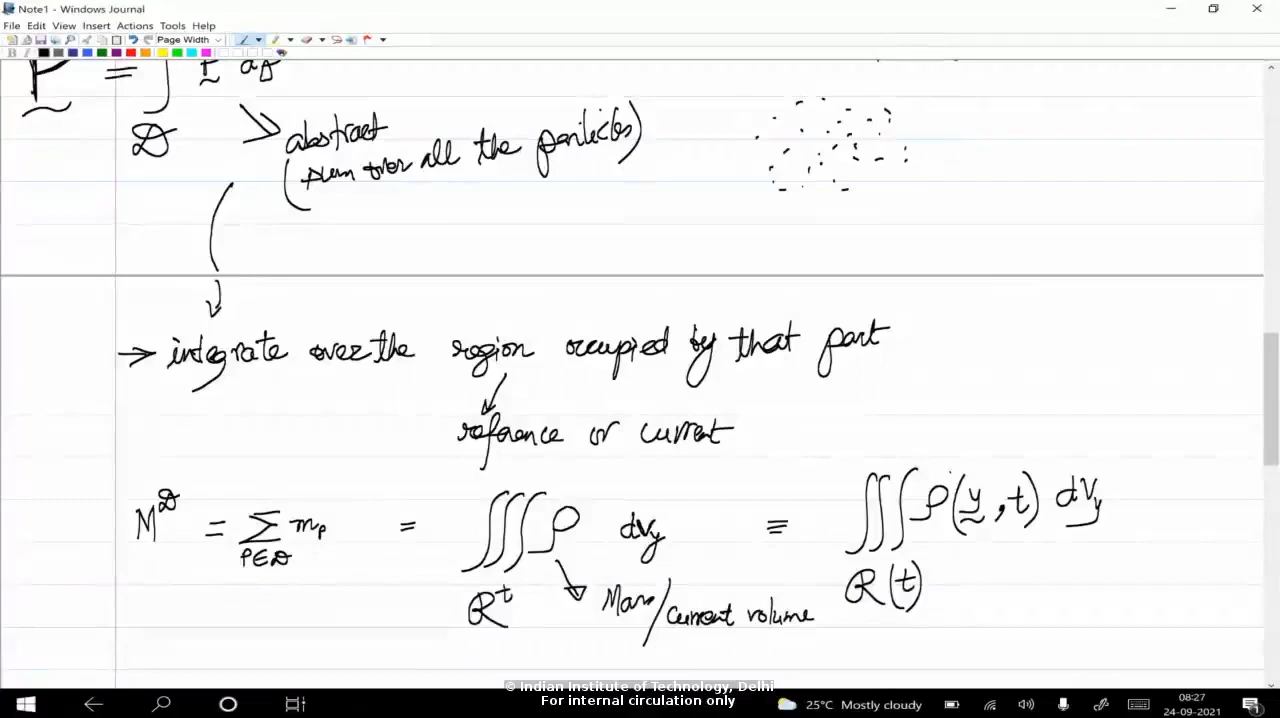 Note1 - Windows Journal
File Edit View Insert Actions Tools Help
Page Width
P = ∫ r dD
D
abstract
(sum over all the particles)
→ integrate over the region occupied by that part
reference or current
M^D = Σ m_p = ∭ ρ dV_y ≡ ∭ ρ(y, t) dV_y
P∈D R^t R(t)
Mass/current volume
© Indian Institute of Technology, Delhi
For internal circulation only
25°C Mostly cloudy
08:27
24-09-2021